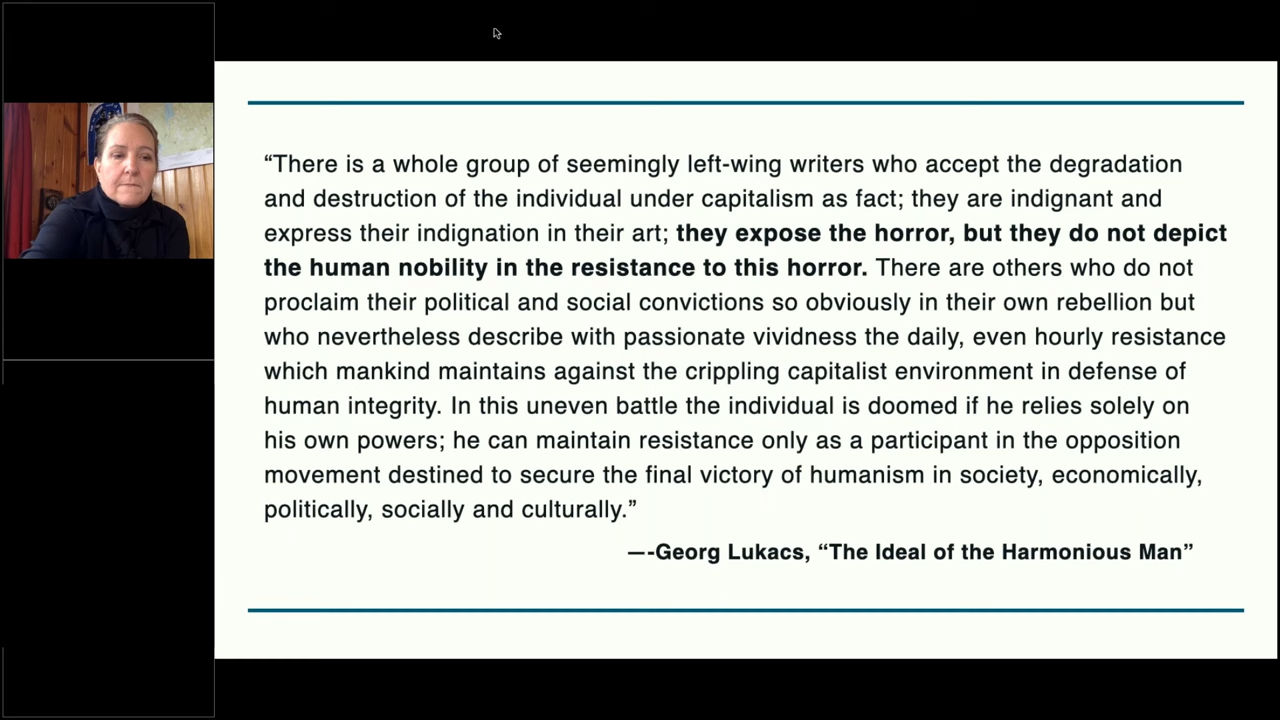 “There is a whole group of seemingly left-wing writers who accept the degradation
and destruction of the individual under capitalism as fact; they are indignant and
express their indignation in their art; they expose the horror, but they do not depict
the human nobility in the resistance to this horror. There are others who do not
proclaim their political and social convictions so obviously in their own rebellion but
who nevertheless describe with passionate vividness the daily, even hourly resistance
which mankind maintains against the crippling capitalist environment in defense of
human integrity. In this uneven battle the individual is doomed if he relies solely on
his own powers; he can maintain resistance only as a participant in the opposition
movement destined to secure the final victory of humanism in society, economically,
politically, socially and culturally.”
—-Georg Lukacs, “The Ideal of the Harmonious Man”